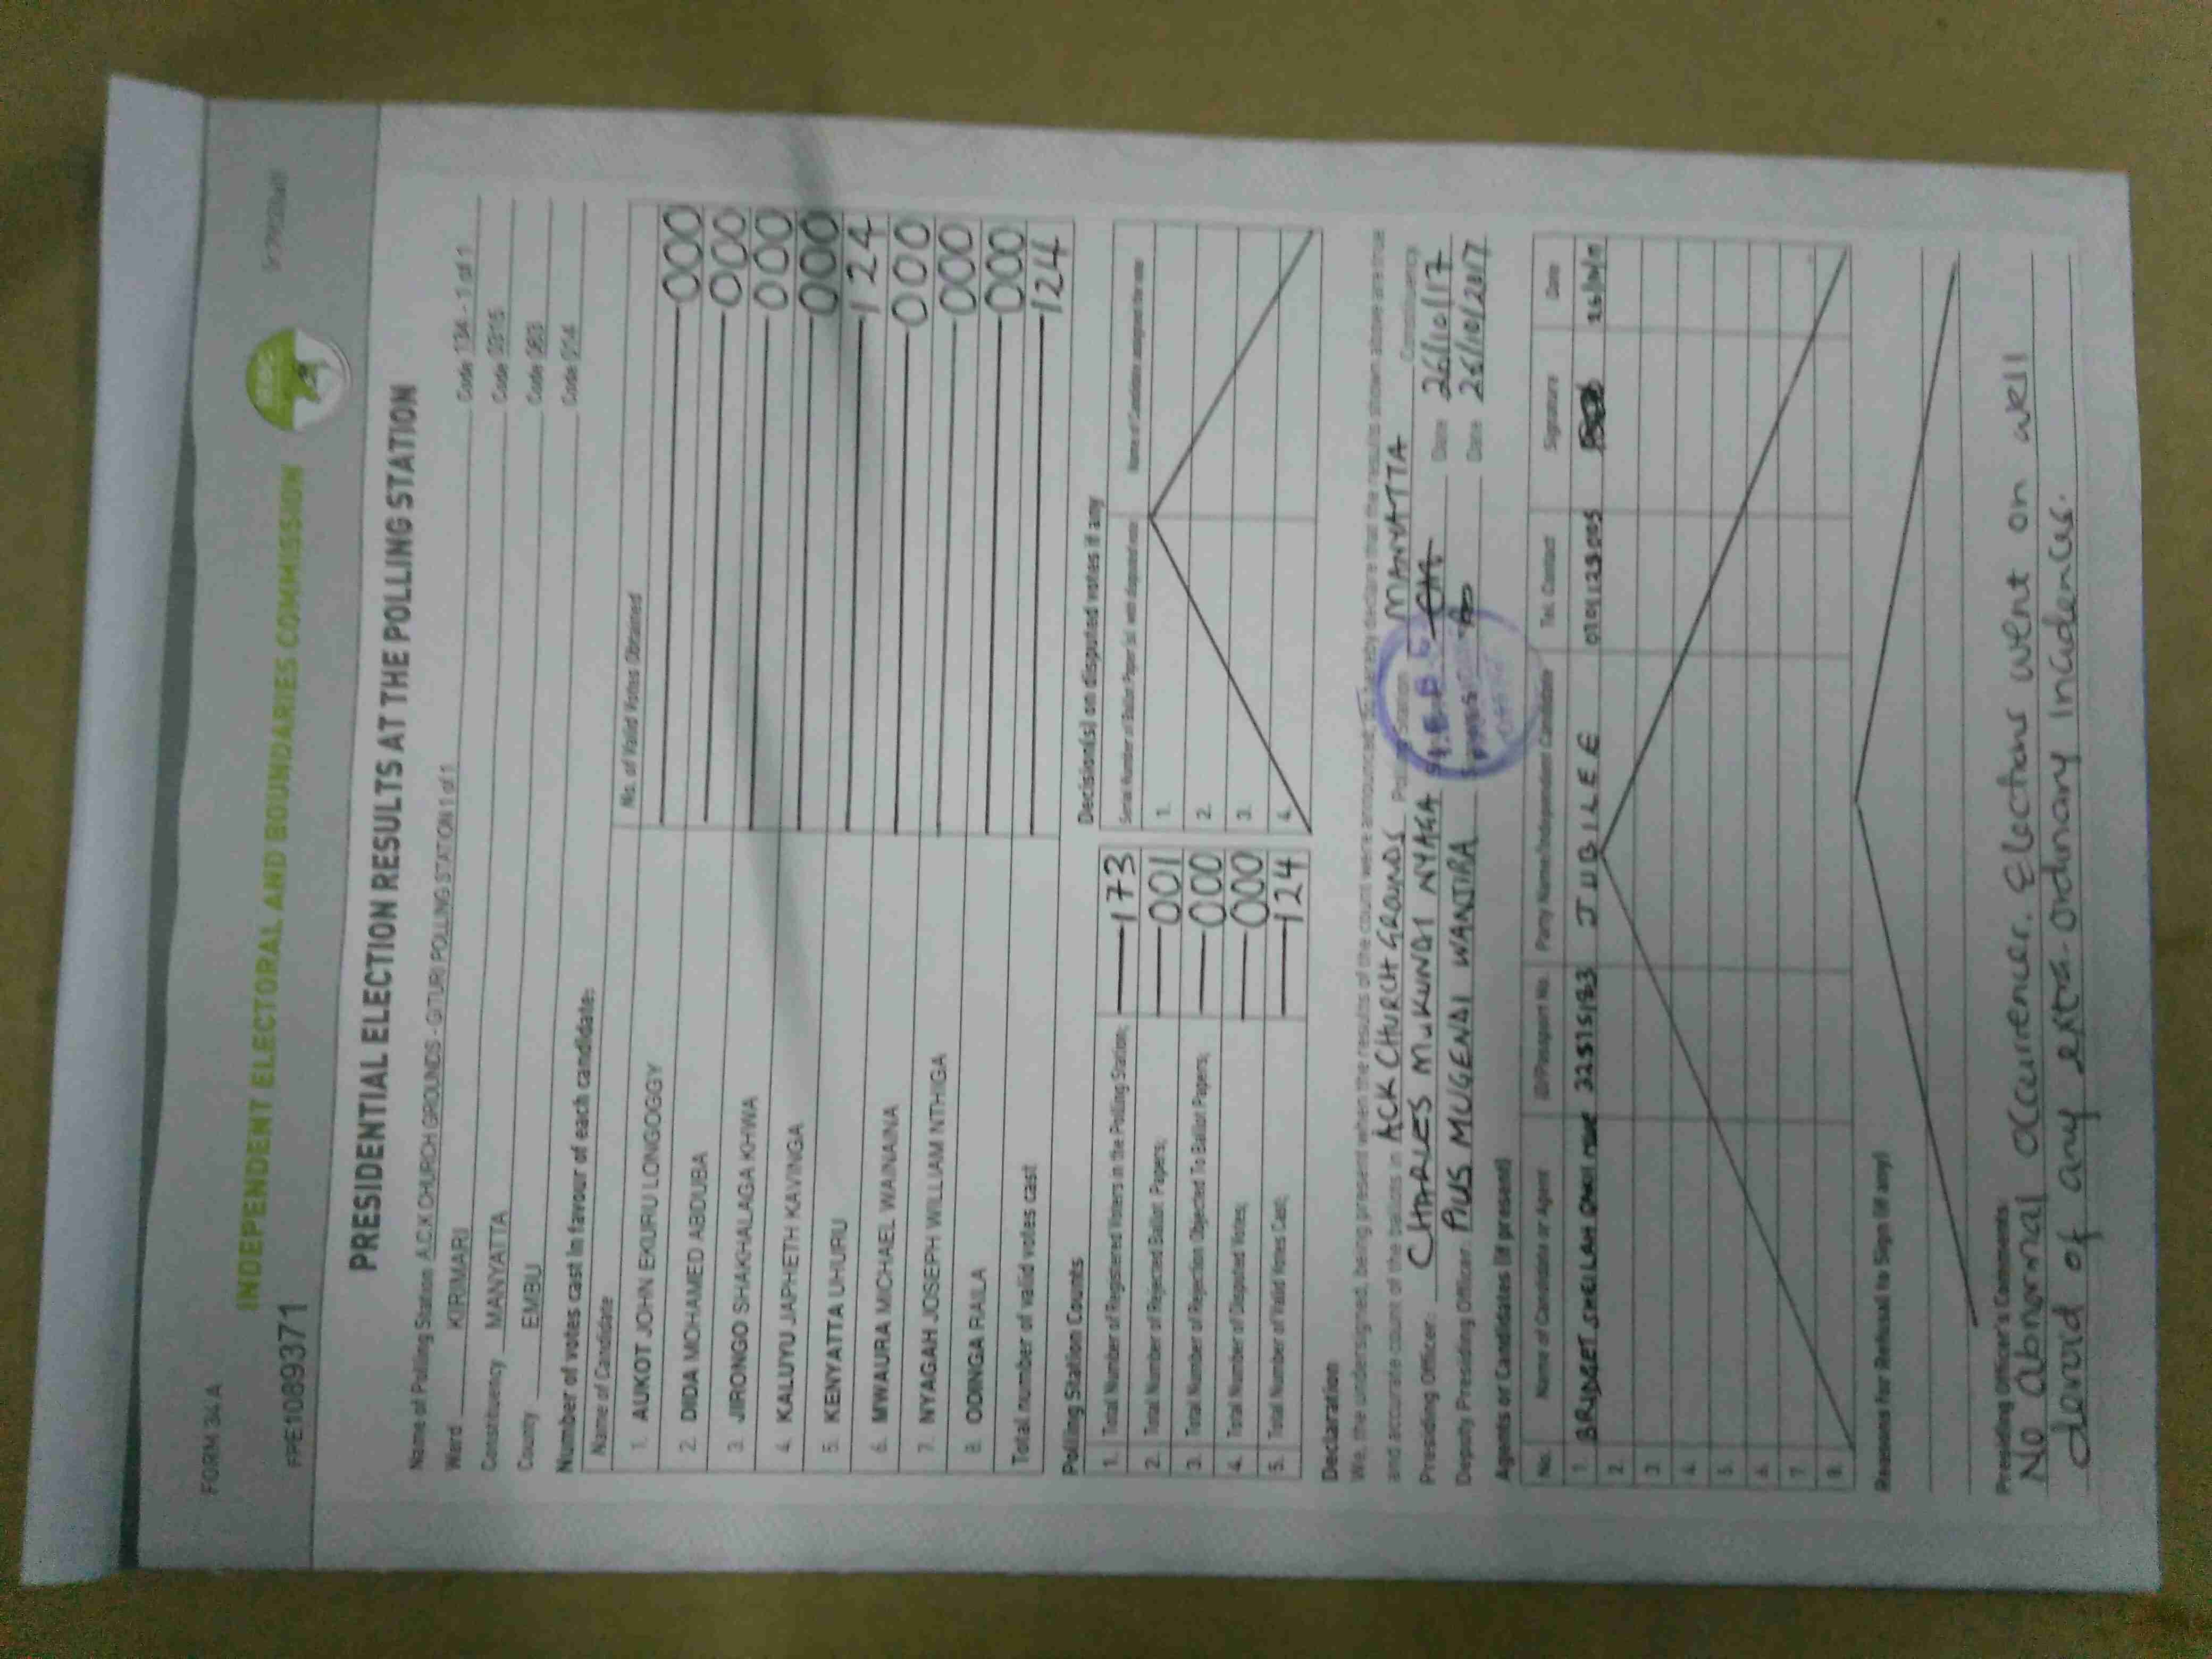 FORM 34A
INDEPENDENT ELECTORAL AND BOUNDARIES COMMISSION
IEBC
FPE1089371
PRESIDENTIAL ELECTION RESULTS AT THE POLLING STATION
Name of Polling Station A.C.K CHURCH GROUNDS - GITURI POLLING STATION 1 of 1 Code 134 - 1 of 1
Ward KIRIMARI Code 0315
Constituency MANYATTA Code 063
County EMBU Code 014
Number of votes cast in favour of each candidate:
Name of Candidate No. of Valid Votes Obtained
1. AUKOT JOHN EKURU LONGOGGY 000
2. DIDA MOHAMED ABDUBA 000
3. JIRONGO SHAKHALAGA KHWA 000
4. KALUYU JAPHETH KAVINGA 000
5. KENYATTA UHURU 124
6. MWAURA MICHAEL WAINAINA 000
7. NYAGAH JOSEPH WILLIAM NTHIGA 000
8. ODINGA RAILA 000
Total number of valid votes cast 124
Polling Station Counts
1. Total Number of Registered Voters in the Polling Station; 173
2. Total Number of Rejected Ballot Papers; 001
3. Total Number of Rejection Objected To Ballot Papers; 000
4. Total Number of Disputed Votes; 000
5. Total Number of Valid Votes Cast; 124
Decision(s) on disputed votes if any
Serial Number of Ballot Paper (s) with disputed vote Name of Candidate assigned the vote
1.
2.
3.
4.
Declaration
We, the undersigned, being present when the results of the count were announced, do hereby declare that the results shown above are true
and accurate count of the ballots in ACK CHURCH GROUNDS Polling Station MANYATTA Constituency
Presiding Officer: CHARLES MUKUNDI NYAGA Date 26/10/17
Deputy Presiding Officer: PIUS MUGENDI WANJIRA Date 26/10/2017
I.E.B.C
PRESIDING
OFFICER
Agents or Candidates (if present)
No. Name of Candidate or Agent ID/Passport No. Party Name/Independent Candidate Tel. Contact Signature Date
1. BRIDGET SHEILAH JUBILEE 26/10/17
2.
3.
4.
5.
6.
7.
8.
Reasons for Refusal to Sign (if any)
Presiding Officer's Comments
No abnormal occurrence. Elections went on well
devoid of any extra-ordinary incidences.